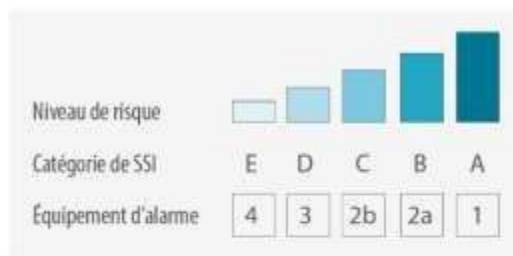 Niveau de risque
Catégorie de SSI E D C B A
Équipement d'alarme 4 3 2b 2a 1